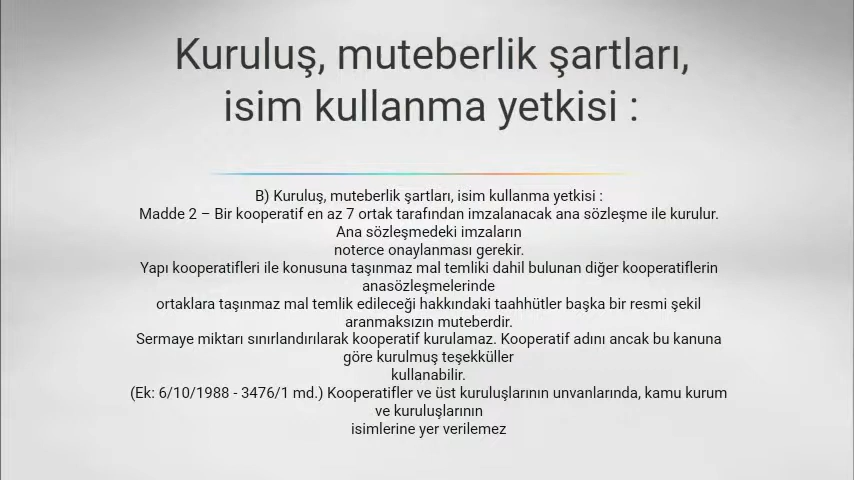 Kuruluş, muteberlik şartları,
isim kullanma yetkisi :
B) Kuruluş, muteberlik şartları, isim kullanma yetkisi :
Madde 2 – Bir kooperatif en az 7 ortak tarafından imzalanacak ana sözleşme ile kurulur.
Ana sözleşmedeki imzaların
noterce onaylanması gerekir.
Yapı kooperatifleri ile konusuna taşınmaz mal temliki dahil bulunan diğer kooperatiflerin
anasözleşmelerinde
ortaklara taşınmaz mal temlik edileceği hakkındaki taahhütler başka bir resmi şekil
aranmaksızın muteberdir.
Sermaye miktarı sınırlandırılarak kooperatif kurulamaz. Kooperatif adını ancak bu kanuna
göre kurulmuş teşekküller
kullanabilir.
(Ek: 6/10/1988 - 3476/1 md.) Kooperatifler ve üst kuruluşlarının unvanlarında, kamu kurum
ve kuruluşlarının
isimlerine yer verilemez